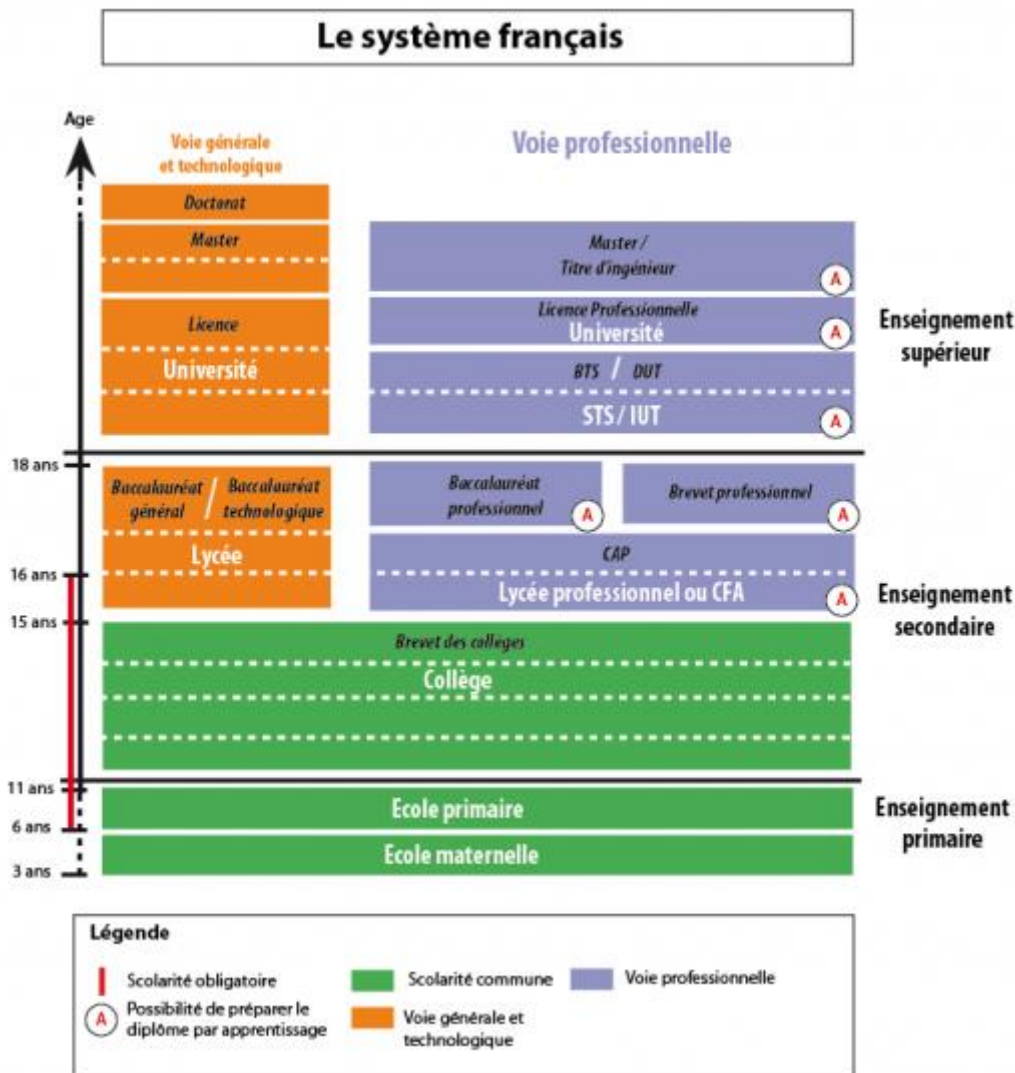 Le système français
Age
Voie générale
et technologique
Voie professionnelle
Doctorat
Master
Master /
Titre d'ingénieur
A
Licence
Université
Licence Professionnelle
Université
A
BTS / DUT
STS / IUT
A
Enseignement
supérieur
18 ans
Baccalauréat
général
/
Baccalauréat
technologique
Lycée
Baccalauréat
professionnel
A
Brevet professionnel
A
CAP
Lycée professionnel ou CFA
A
16 ans
15 ans
Enseignement
secondaire
Brevet des colleges
Collège
11 ans
Ecole primaire
6 ans
Ecole maternelle
3 ans
Enseignement
primaire
Légende
Scolarité obligatoire
A
Possibilité de préparer le
diplôme par apprentissage
Scolarité commune
Voie générale et
technologique
Voie professionnelle